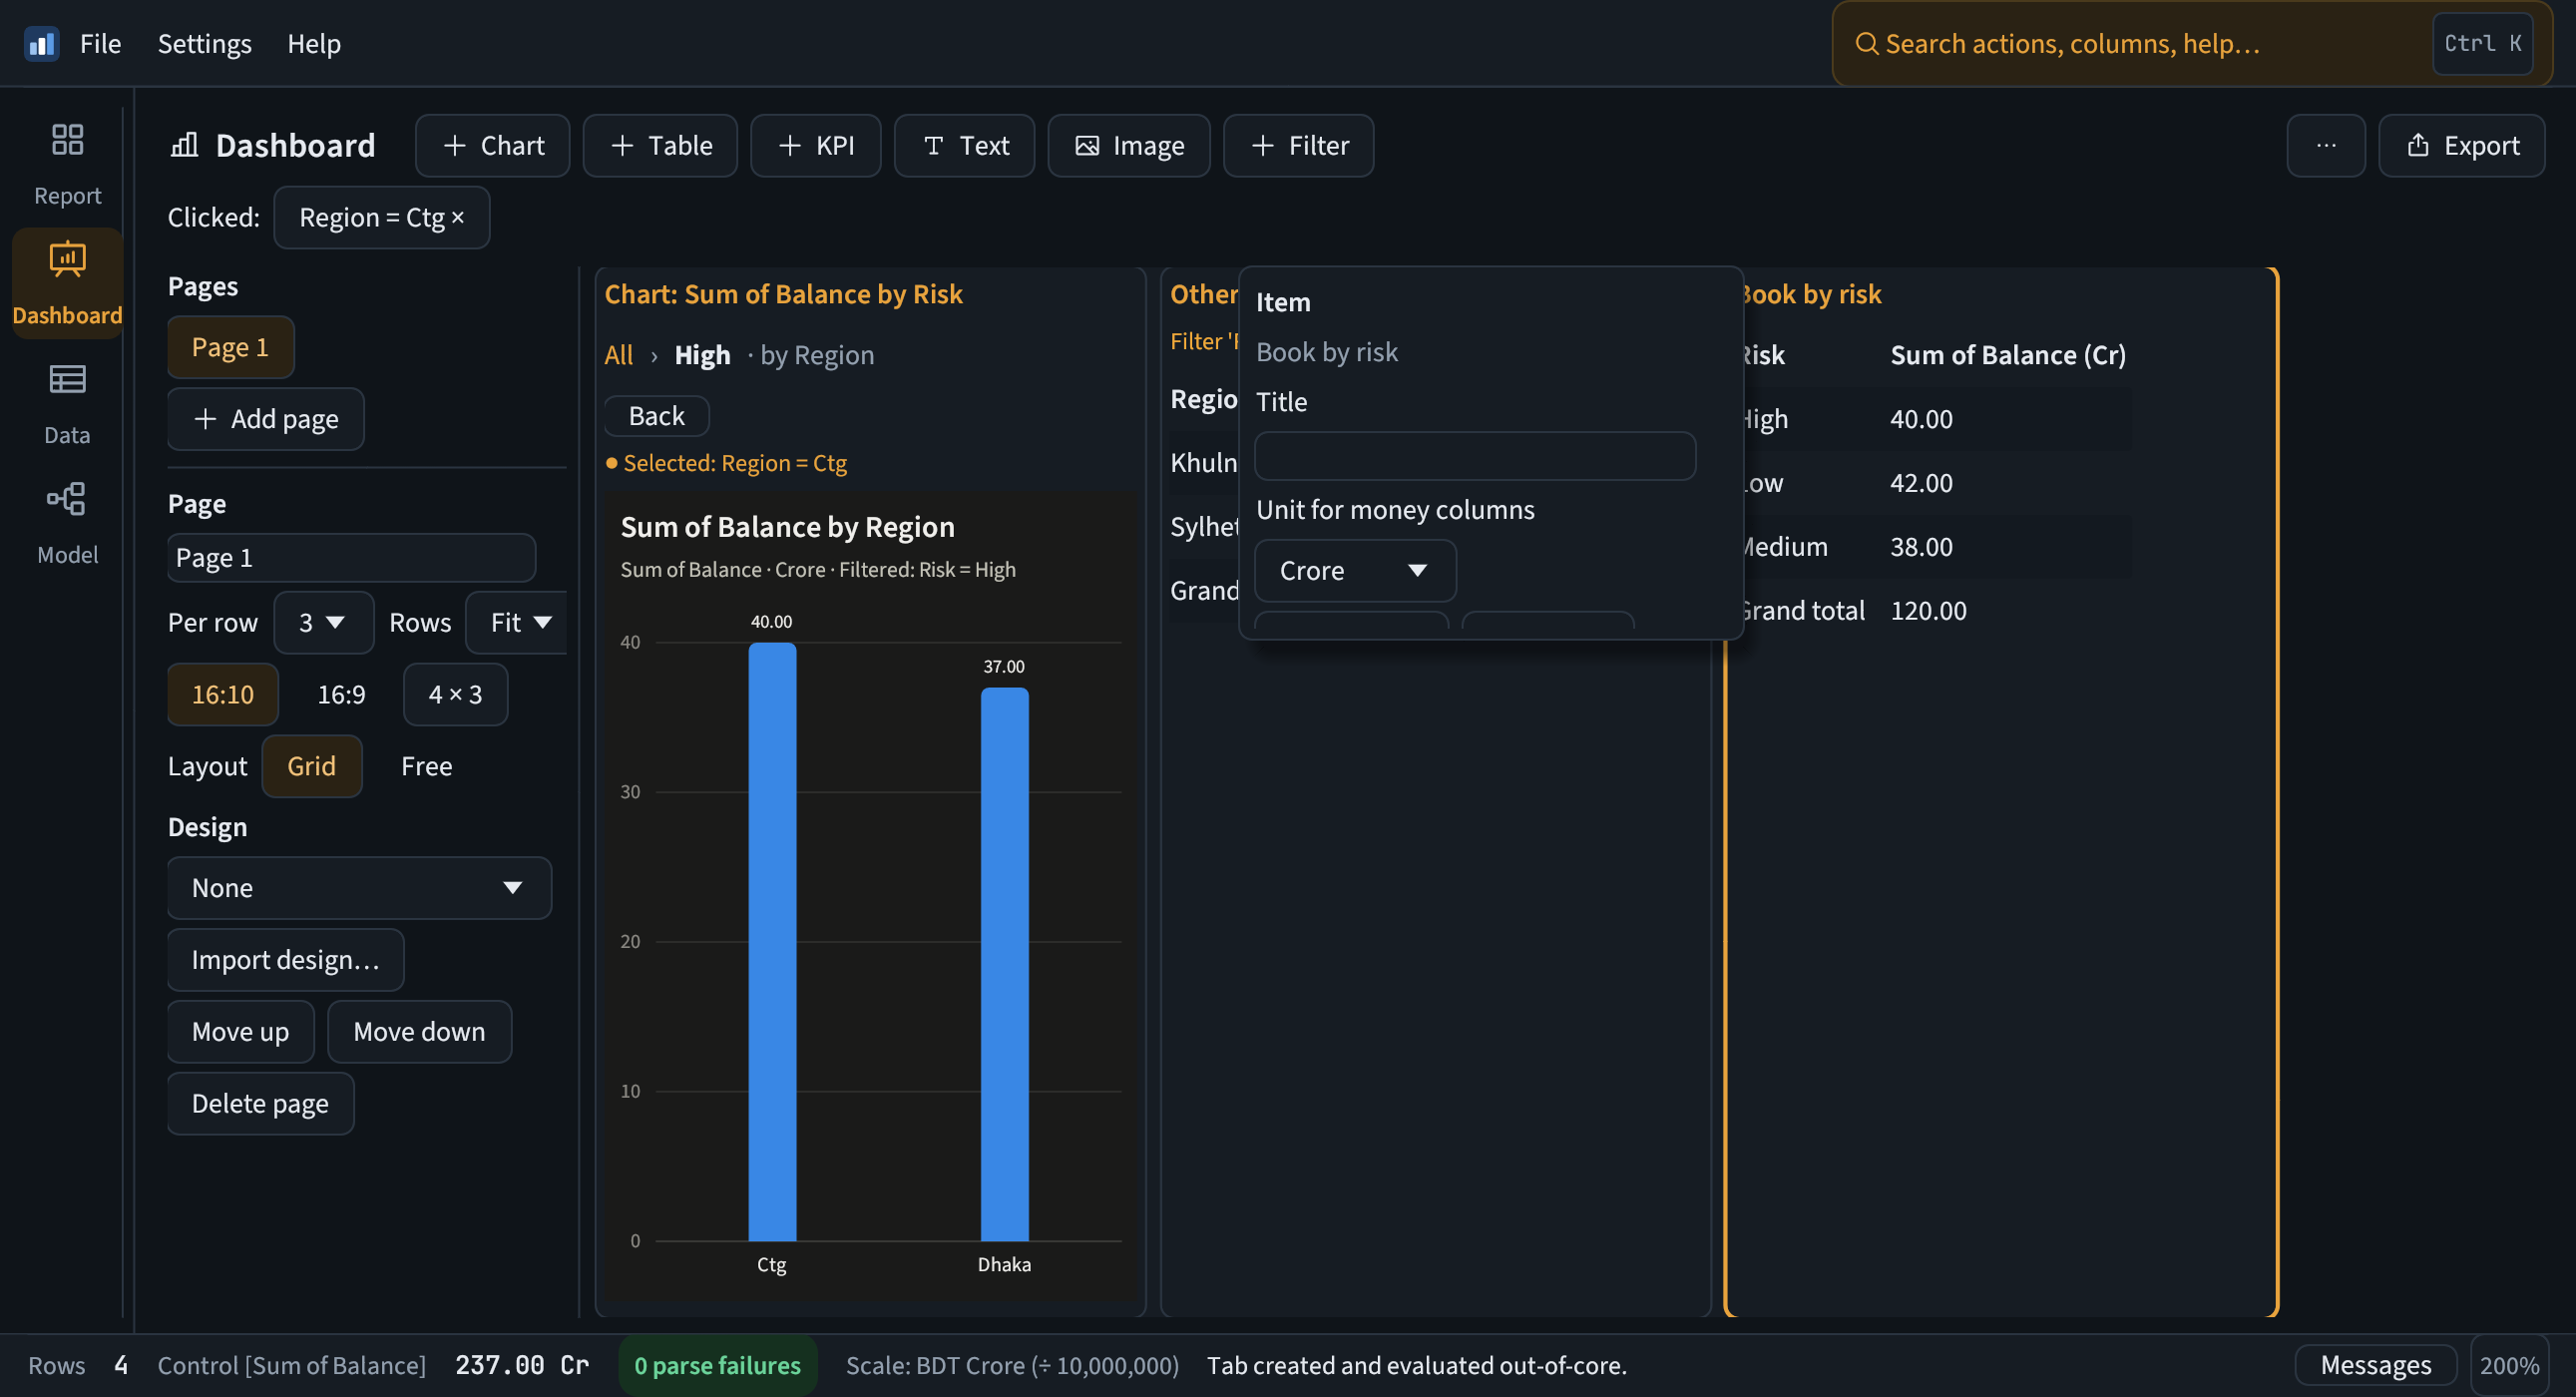 File Settings Help
Search actions, columns, help...
Ctrl K
Report
Dashboard
Data
Model
Dashboard
Chart
Table
KPI
Text
Image
Filter
...
Export
Clicked: Region = Ctg ×
Pages
Page 1
Add page
Page
Page 1
Per row 3 Rows Fit
16:10 16:9 4 × 3
Layout Grid Free
Design
None
Import design...
Move up Move down
Delete page
Chart: Sum of Balance by Risk
All › High · by Region
Back
Selected: Region = Ctg
Sum of Balance by Region
Sum of Balance · Crore · Filtered: Risk = High
40.00
37.00
40
30
20
10
0
Ctg
Dhaka
Other
Filter
Grand
Item
Book by risk
Title
Unit for money columns
Crore
Book by risk
Risk Sum of Balance (Cr)
High 40.00
Low 42.00
Medium 38.00
Grand total 120.00
Rows 4 Control [Sum of Balance] 237.00 Cr 0 parse failures Scale: BDT Crore (÷ 10,000,000) Tab created and evaluated out-of-core.
Messages 200%